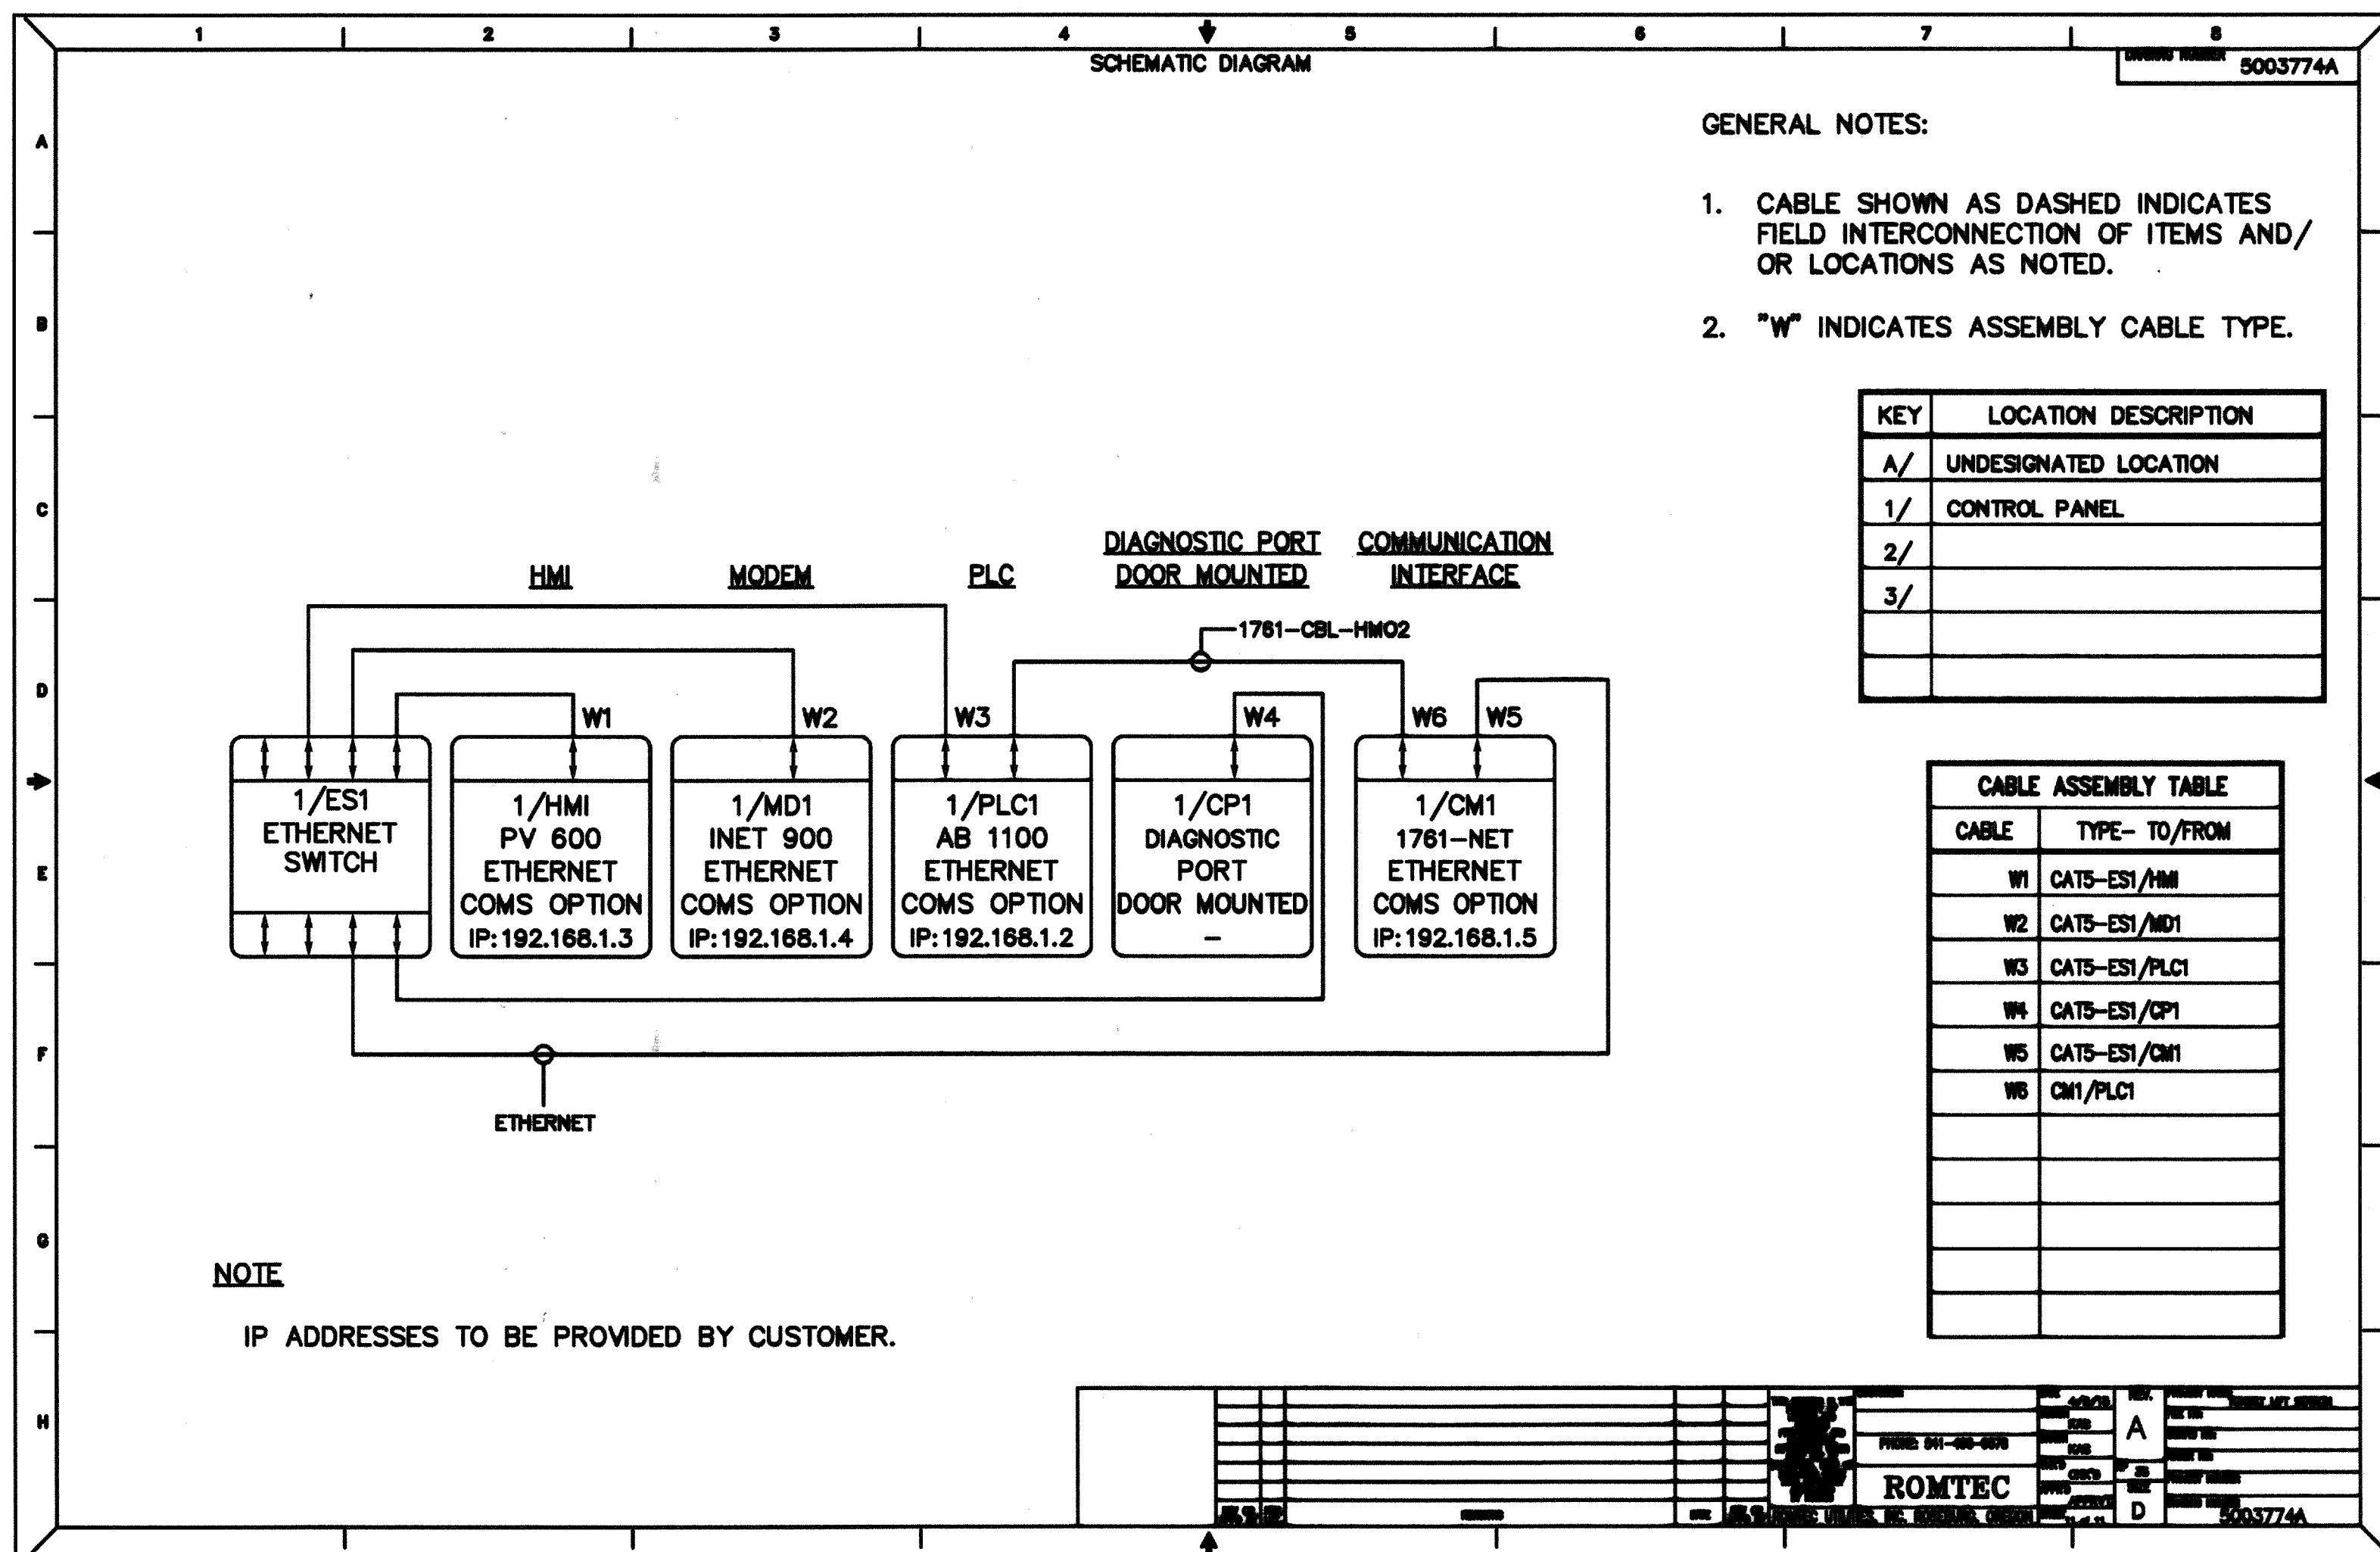 1 2 3 4 5 6 7 8
SCHEMATIC DIAGRAM
5003774A
A
B
C
D
E
F
G
H
GENERAL NOTES:
1. CABLE SHOWN AS DASHED INDICATES
FIELD INTERCONNECTION OF ITEMS AND/
OR LOCATIONS AS NOTED.
2. "W" INDICATES ASSEMBLY CABLE TYPE.
KEY LOCATION DESCRIPTION
A/ UNDESIGNATED LOCATION
1/ CONTROL PANEL
2/
3/
HMI
MODEM
PLC
DIAGNOSTIC PORT
DOOR MOUNTED
COMMUNICATION
INTERFACE
1761-CBL-HM02
W1
W2
W3
W4
W6
W5
1/ES1
ETHERNET
SWITCH
1/HMI
PV 600
ETHERNET
COMS OPTION
IP:192.168.1.3
1/MD1
INET 900
ETHERNET
COMS OPTION
IP:192.168.1.4
1/PLC1
AB 1100
ETHERNET
COMS OPTION
IP:192.168.1.2
1/CP1
DIAGNOSTIC
PORT
DOOR MOUNTED
-
1/CM1
1761-NET
ETHERNET
COMS OPTION
IP:192.168.1.5
ETHERNET
CABLE ASSEMBLY TABLE
CABLE TYPE- TO/FROM
W1 CAT5-ES1/HMI
W2 CAT5-ES1/MD1
W3 CAT5-ES1/PLC1
W4 CAT5-ES1/CP1
W5 CAT5-ES1/CM1
W6 CM1/PLC1
NOTE
IP ADDRESSES TO BE PROVIDED BY CUSTOMER.
ROMTEC
ROMTEC UTILITIES, INC. ROSEBURG, OREGON
REV.
A
SIZE
D
5003774A